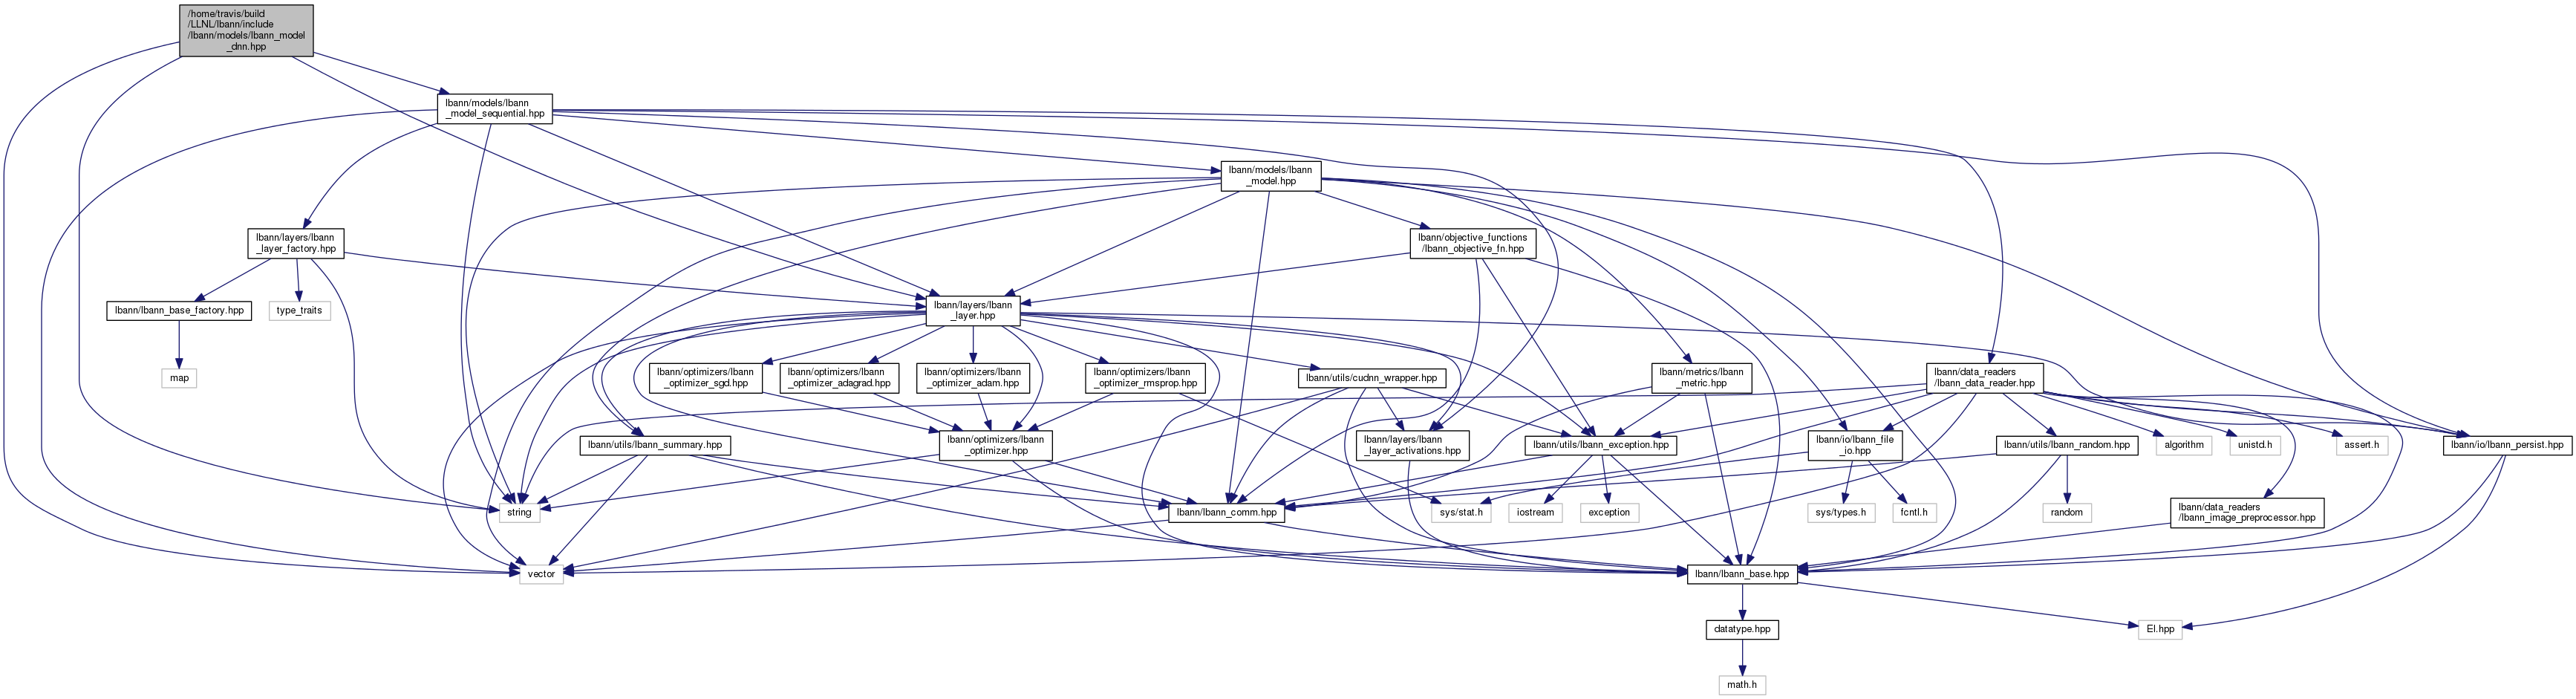 /home/travis/build
/LLNL/lbann/include
/lbann/models/lbann_model
_dnn.hpp
lbann/models/lbann
_model_sequential.hpp
lbann/models/lbann
_model.hpp
lbann/layers/lbann
_layer_factory.hpp
lbann/objective_functions
/lbann_objective_fn.hpp
lbann/lbann_base_factory.hpp
type_traits
lbann/layers/lbann
_layer.hpp
map
lbann/optimizers/lbann
_optimizer_sgd.hpp
lbann/optimizers/lbann
_optimizer_adagrad.hpp
lbann/optimizers/lbann
_optimizer_adam.hpp
lbann/optimizers/lbann
_optimizer_rmsprop.hpp
lbann/utils/cudnn_wrapper.hpp
lbann/metrics/lbann
_metric.hpp
lbann/data_readers
/lbann_data_reader.hpp
lbann/utils/lbann_summary.hpp
lbann/optimizers/lbann
_optimizer.hpp
lbann/layers/lbann
_layer_activations.hpp
lbann/utils/lbann_exception.hpp
lbann/io/lbann_file
_io.hpp
lbann/utils/lbann_random.hpp
algorithm
unistd.h
assert.h
lbann/io/lbann_persist.hpp
string
lbann/lbann_comm.hpp
sys/stat.h
iostream
exception
sys/types.h
fcntl.h
random
lbann/data_readers
/lbann_image_preprocessor.hpp
vector
lbann/lbann_base.hpp
datatype.hpp
El.hpp
math.h